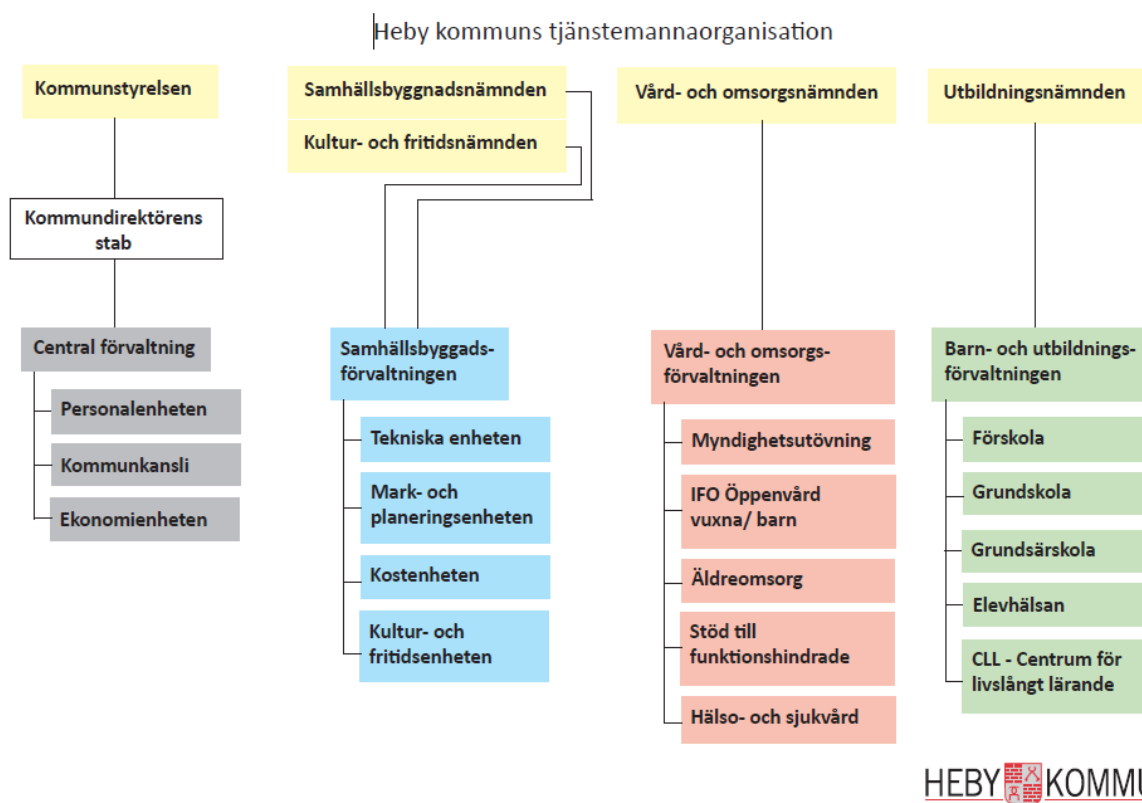 Heby kommuns tjänstemannaorganisation
Kommunstyrelsen
Kommundirektörens
stab
Central förvaltning
Personalenheten
Kommunkansli
Ekonomienheten
Samhällsbyggnadsnämnden
Kultur- och fritidsnämnden
Samhällsbyggads-
förvaltningen
Tekniska enheten
Mark- och
planeringsenheten
Kostenheten
Kultur- och
fritidsenheten
Vård- och omsorgsnämnden
Vård- och omsorgs-
förvaltningen
Myndighetsutövning
IFO Öppenvård
vuxna/ barn
Äldreomsorg
Stöd till
funktionshindrade
Hälso- och sjukvård
Utbildningsnämnden
Barn- och utbildnings-
förvaltningen
Förskola
Grundskola
Grundsärskola
Elevhälsan
CLL - Centrum för
livslångt lärande
HEBY